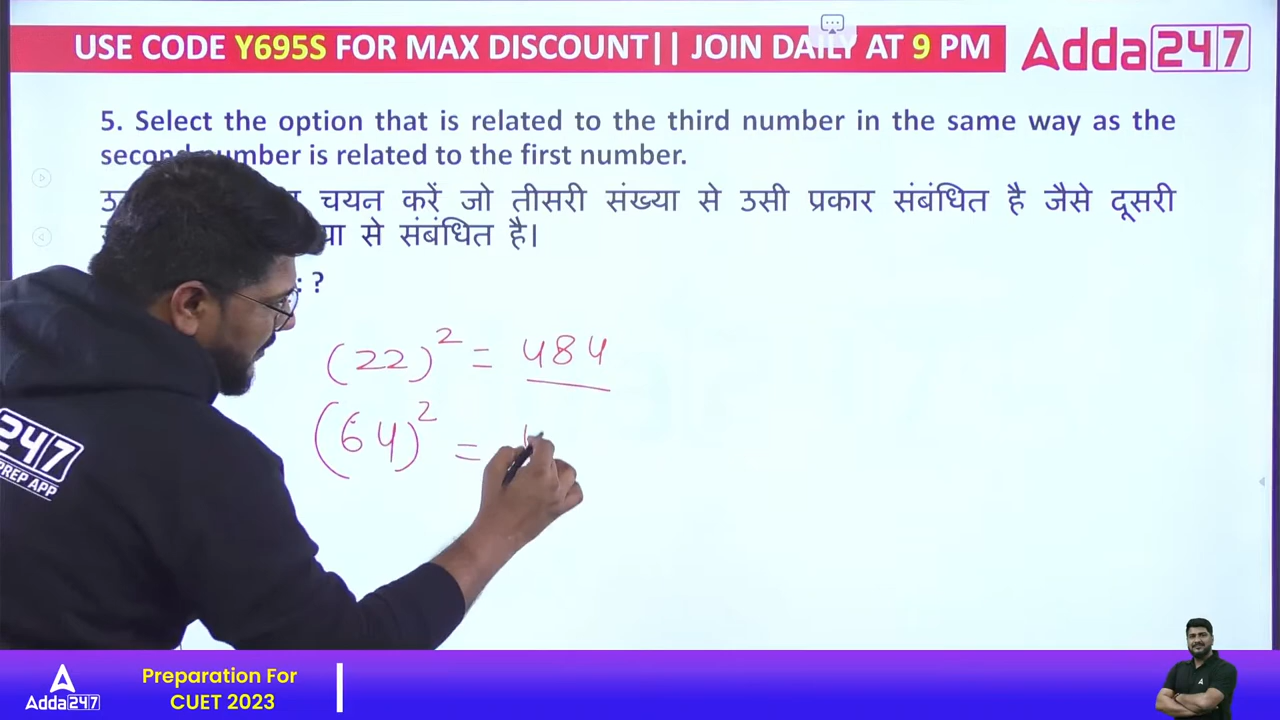 USE CODE Y695S FOR MAX DISCOUNT|| JOIN DAILY AT 9 PM
Adda247
5. Select the option that is related to the third number in the same way as the
second number is related to the first number.
चयन करें जो तीसरी संख्या से उसी प्रकार संबंधित है जैसे दूसरी
से संबंधित है।
: ?
(22)² = 484
(64)² =
247
PREP APP
Preparation For
CUET 2023
Adda247